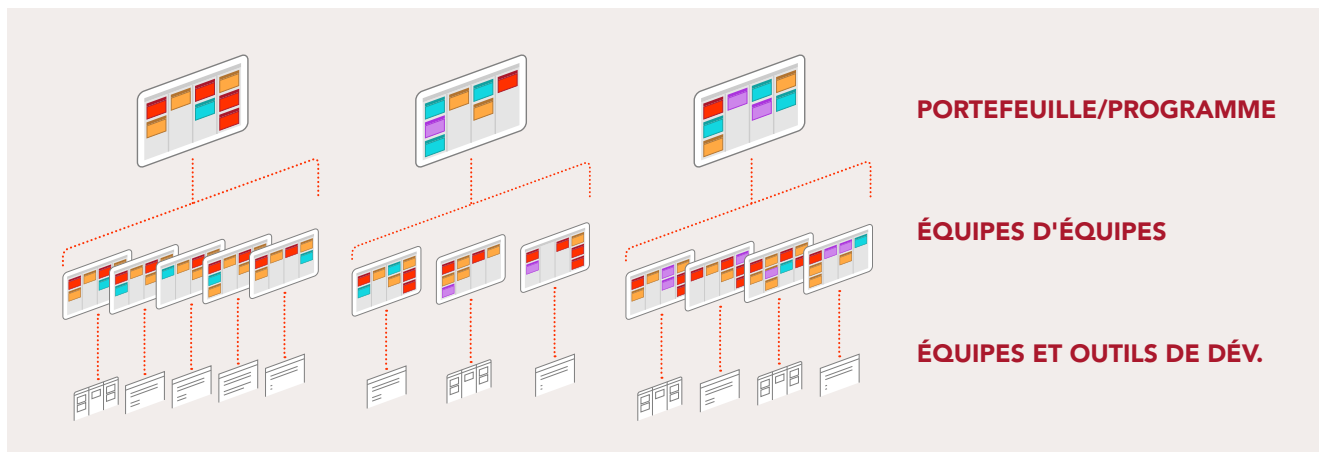 PORTEFEUILLE/PROGRAMME
ÉQUIPES D'ÉQUIPES
ÉQUIPES ET OUTILS DE DÉV.